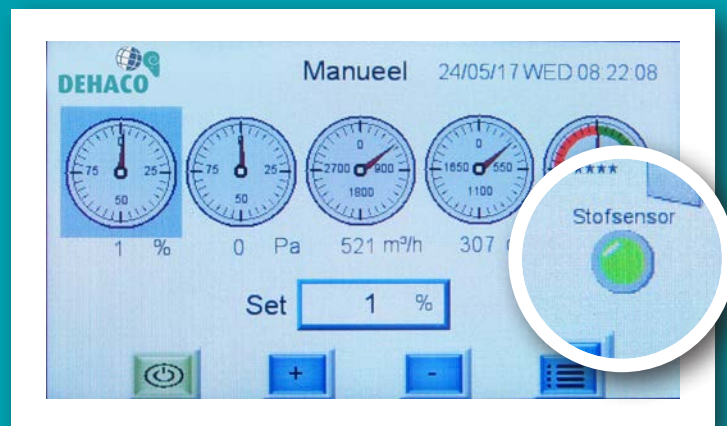 DEHACO
Manueel
24/05/17 WED 08:22:08
0
75 25
50
0
75 25
50
0
2700 900
1800
0
1650 550
1100
*****
1 %
0 Pa
521 m³/h
307
Stofsensor
Set 1 %
+
-